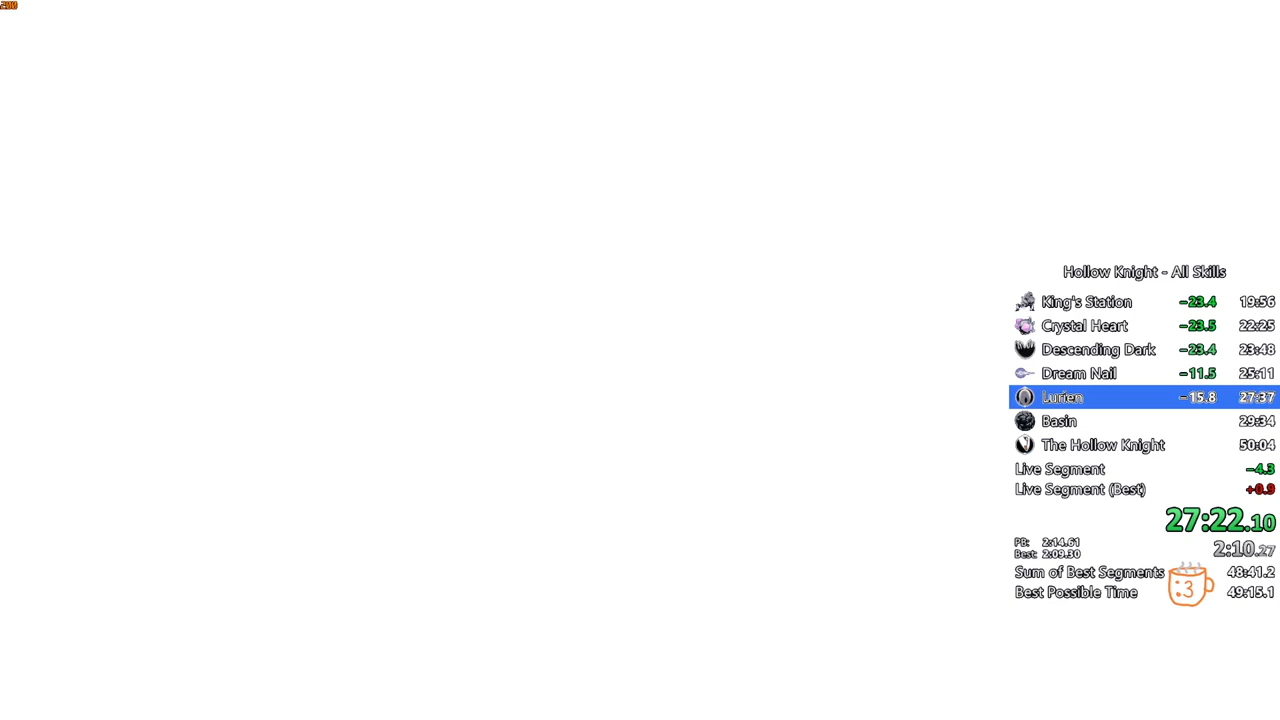 200
Hollow Knight - All Skills
King's Station -23.4 19:56
Crystal Heart -23.5 22:25
Descending Dark -23.4 23:48
Dream Nail -11.5 25:11
Lurien -15.8 27:37
Basin 29:34
The Hollow Knight 50:04
Live Segment -4.3
Live Segment (Best) +0.9
27:22.10
PB: 2:14.61
Best: 2:09.30
2:10.27
Sum of Best Segments 48:41.2
Best Possible Time 49:15.1